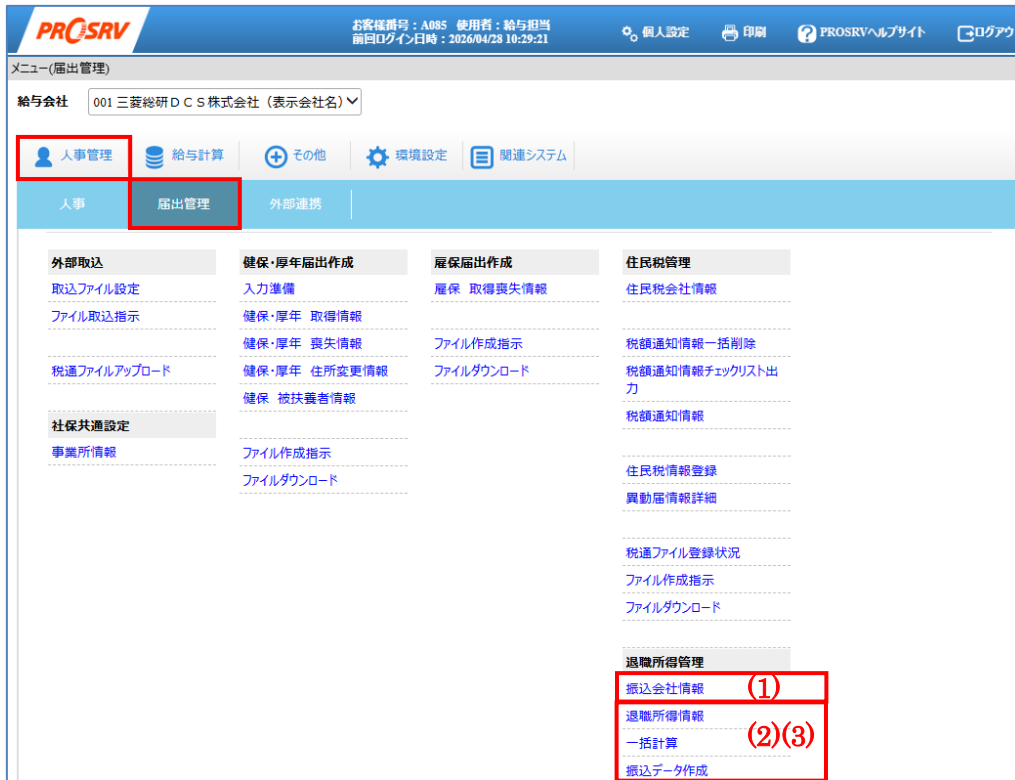 PROSRV
お客様番号：A085 使用者：給与担当
前回ログイン日時：2026/04/28 10:29:21
個人設定
印刷
PROSRVヘルプサイト
ログアウ
メニュー(届出管理)
給与会社
001 三菱総研ＤＣＳ株式会社（表示会社名）
人事管理
給与計算
その他
環境設定
関連システム
人事
届出管理
外部連携
外部取込
取込ファイル設定
ファイル取込指示
税通ファイルアップロード
社保共通設定
事業所情報
健保・厚年届出作成
入力準備
健保・厚年 取得情報
健保・厚年 喪失情報
健保・厚年 住所変更情報
健保 被扶養者情報
ファイル作成指示
ファイルダウンロード
雇保届出作成
雇保 取得喪失情報
ファイル作成指示
ファイルダウンロード
住民税管理
住民税会社情報
税額通知情報一括削除
税額通知情報チェックリスト出
力
税額通知情報
住民税情報登録
異動届情報詳細
税通ファイル登録状況
ファイル作成指示
ファイルダウンロード
退職所得管理
振込会社情報 (1)
退職所得情報
一括計算 (2)(3)
振込データ作成